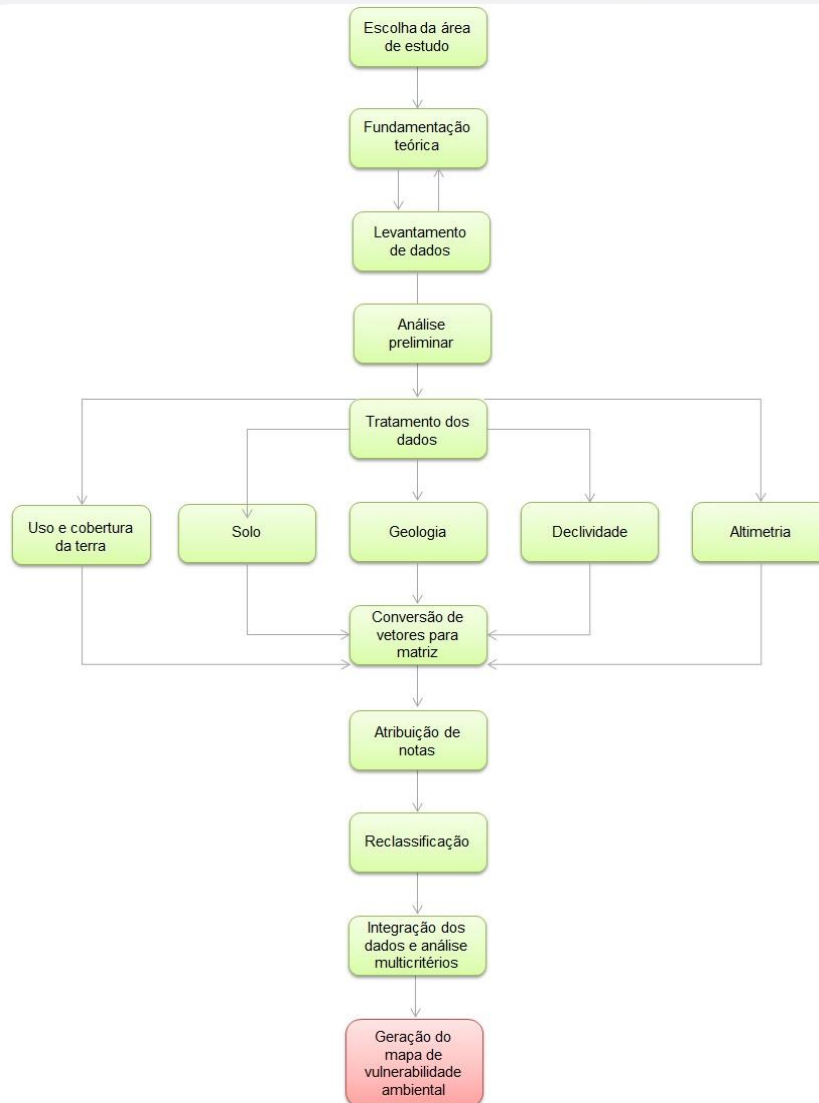 Escolha da área
de estudo
Fundamentação
teórica
Levantamento
de dados
Análise
preliminar
Tratamento dos
dados
Uso e cobertura
da terra
Solo
Geologia
Declividade
Altimetria
Conversão de
vetores para
matriz
Atribuição de
notas
Reclassificação
Integração dos
dados e análise
multicritérios
Geração do
mapa de
vulnerabilidade
ambiental